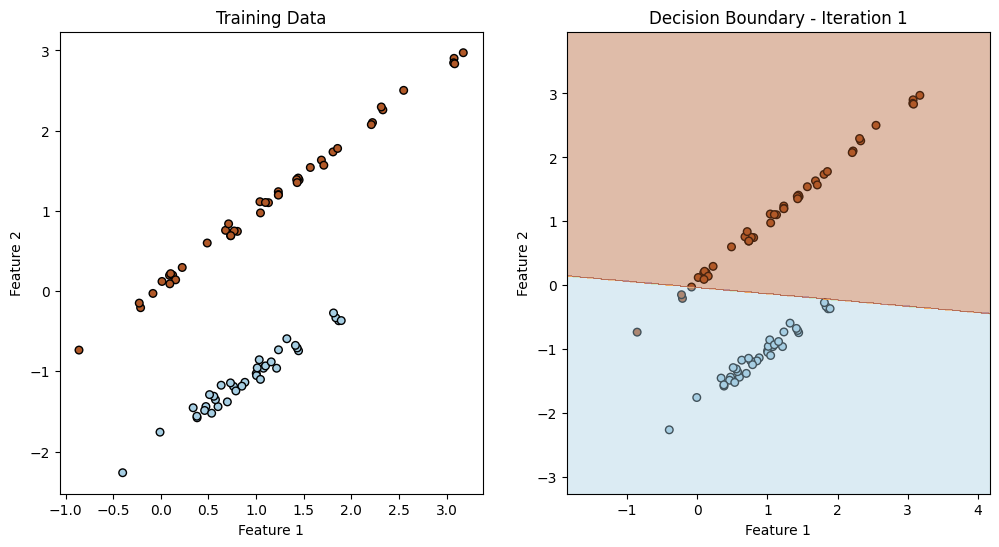 Training Data
Feature 2
3
2
1
0
−1
−2
−1.0 −0.5 0.0 0.5 1.0 1.5 2.0 2.5 3.0
Feature 1
Decision Boundary - Iteration 1
Feature 2
3
2
1
0
−1
−2
−3
−1 0 1 2 3 4
Feature 1